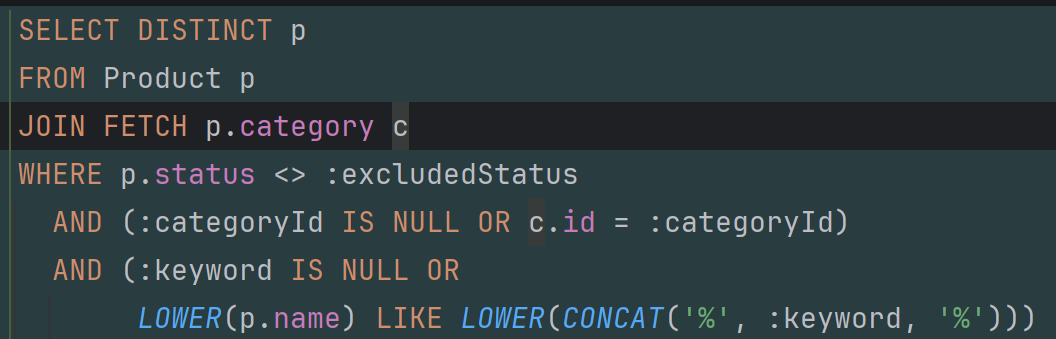 SELECT DISTINCT p
FROM Product p
JOIN FETCH p.category c
WHERE p.status <> :excludedStatus
  AND (:categoryId IS NULL OR c.id = :categoryId)
  AND (:keyword IS NULL OR
       LOWER(p.name) LIKE LOWER(CONCAT('%', :keyword, '%')))